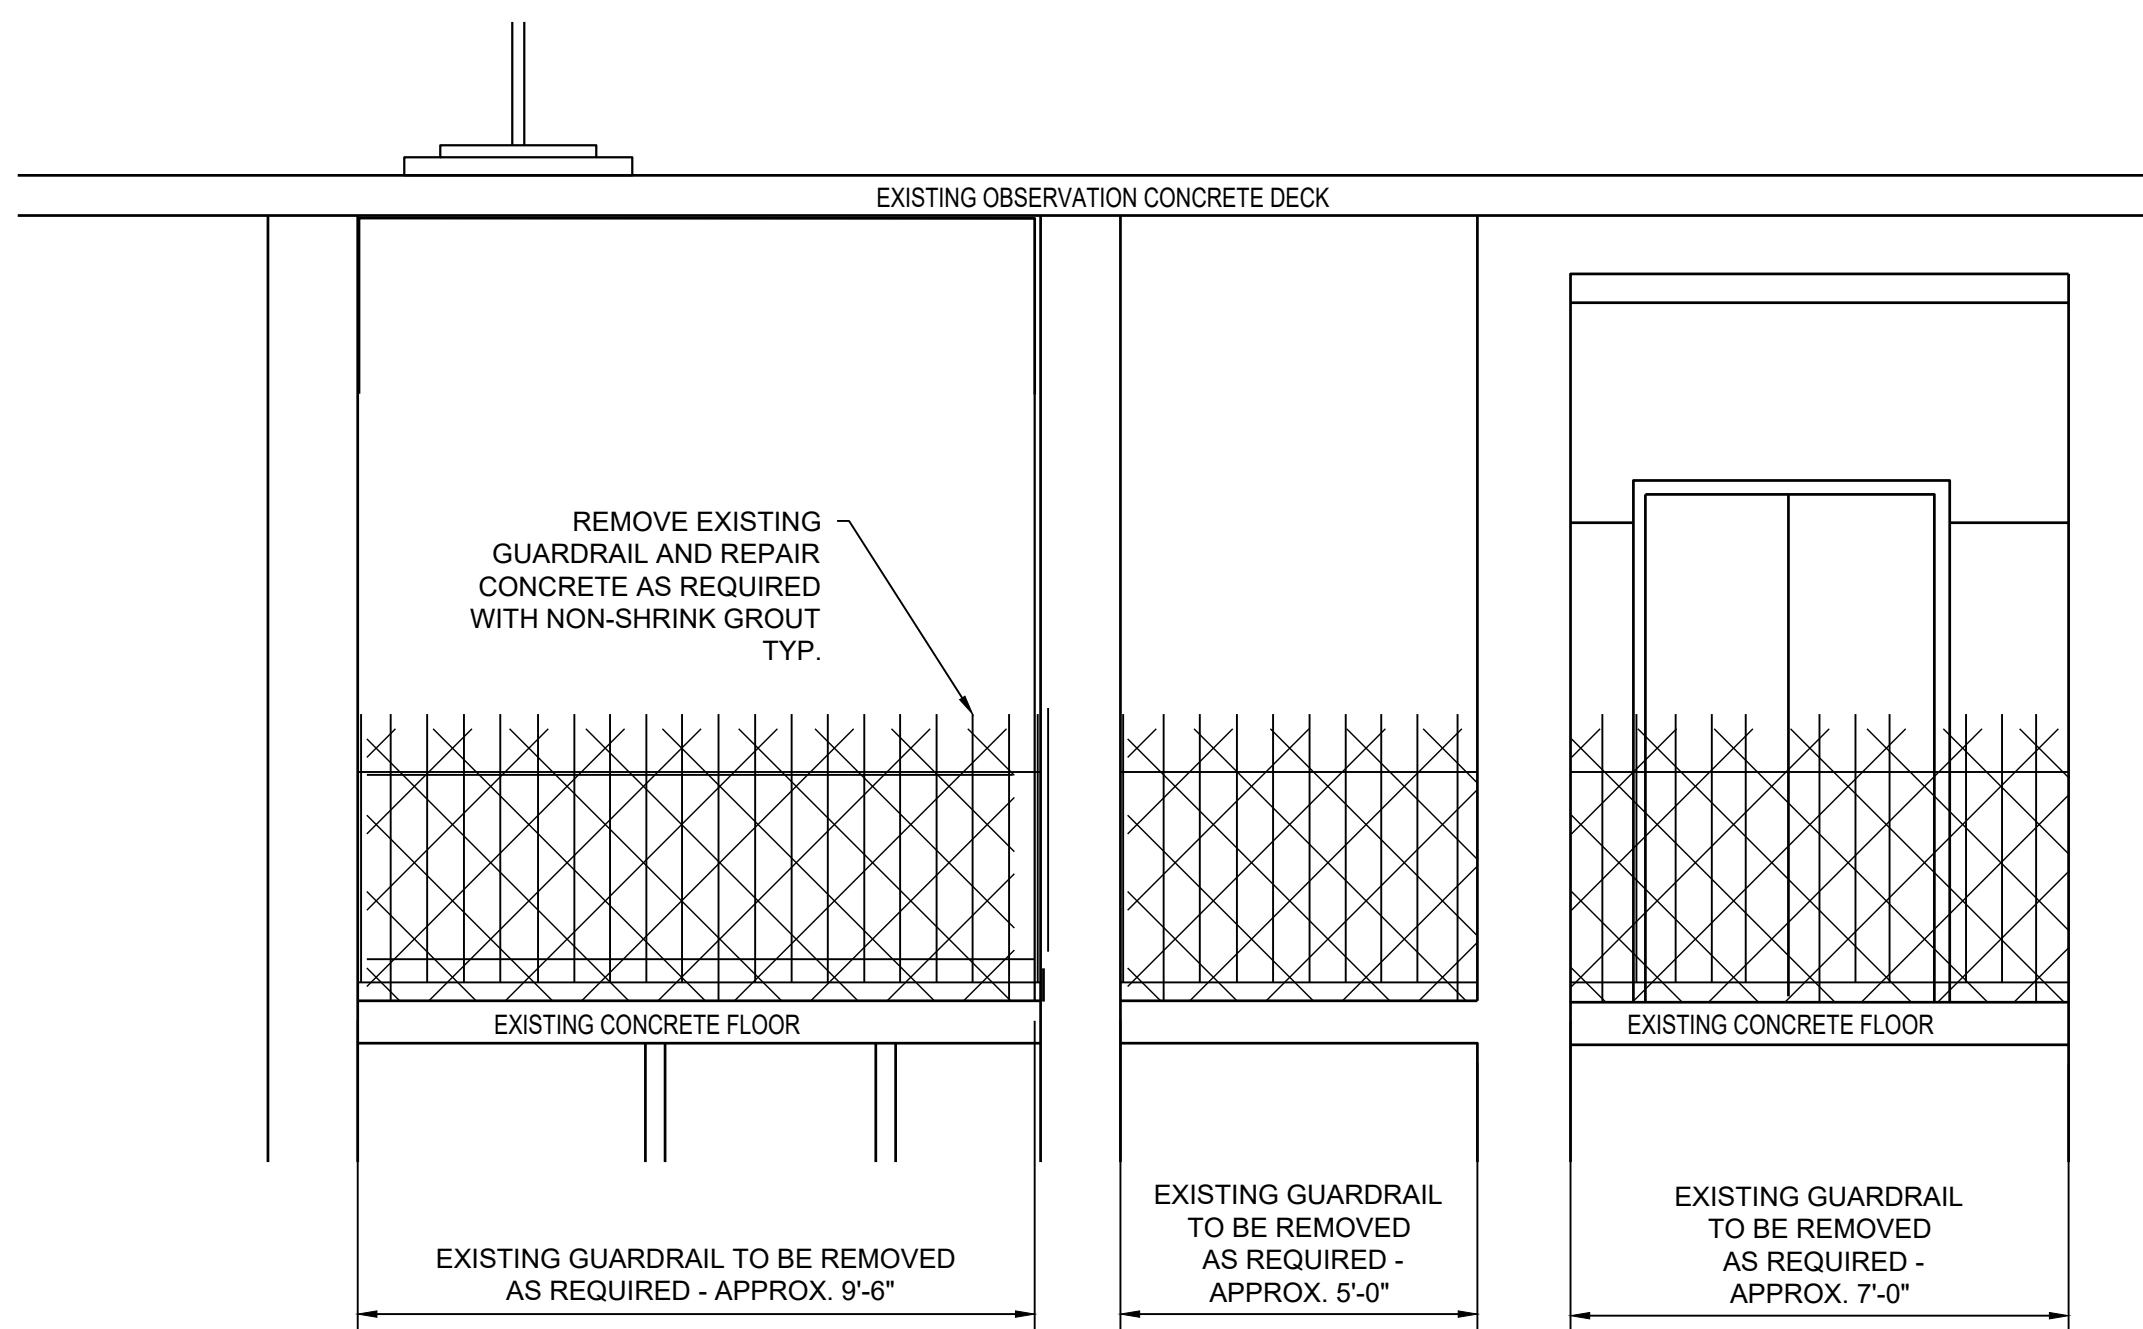 EXISTING OBSERVATION CONCRETE DECK
REMOVE EXISTING
GUARDRAIL AND REPAIR
CONCRETE AS REQUIRED
WITH NON-SHRINK GROUT
TYP.
EXISTING CONCRETE FLOOR
EXISTING CONCRETE FLOOR
EXISTING GUARDRAIL TO BE REMOVED
AS REQUIRED - APPROX. 9'-6"
EXISTING GUARDRAIL
TO BE REMOVED
AS REQUIRED -
APPROX. 5'-0"
EXISTING GUARDRAIL
TO BE REMOVED
AS REQUIRED -
APPROX. 7'-0"